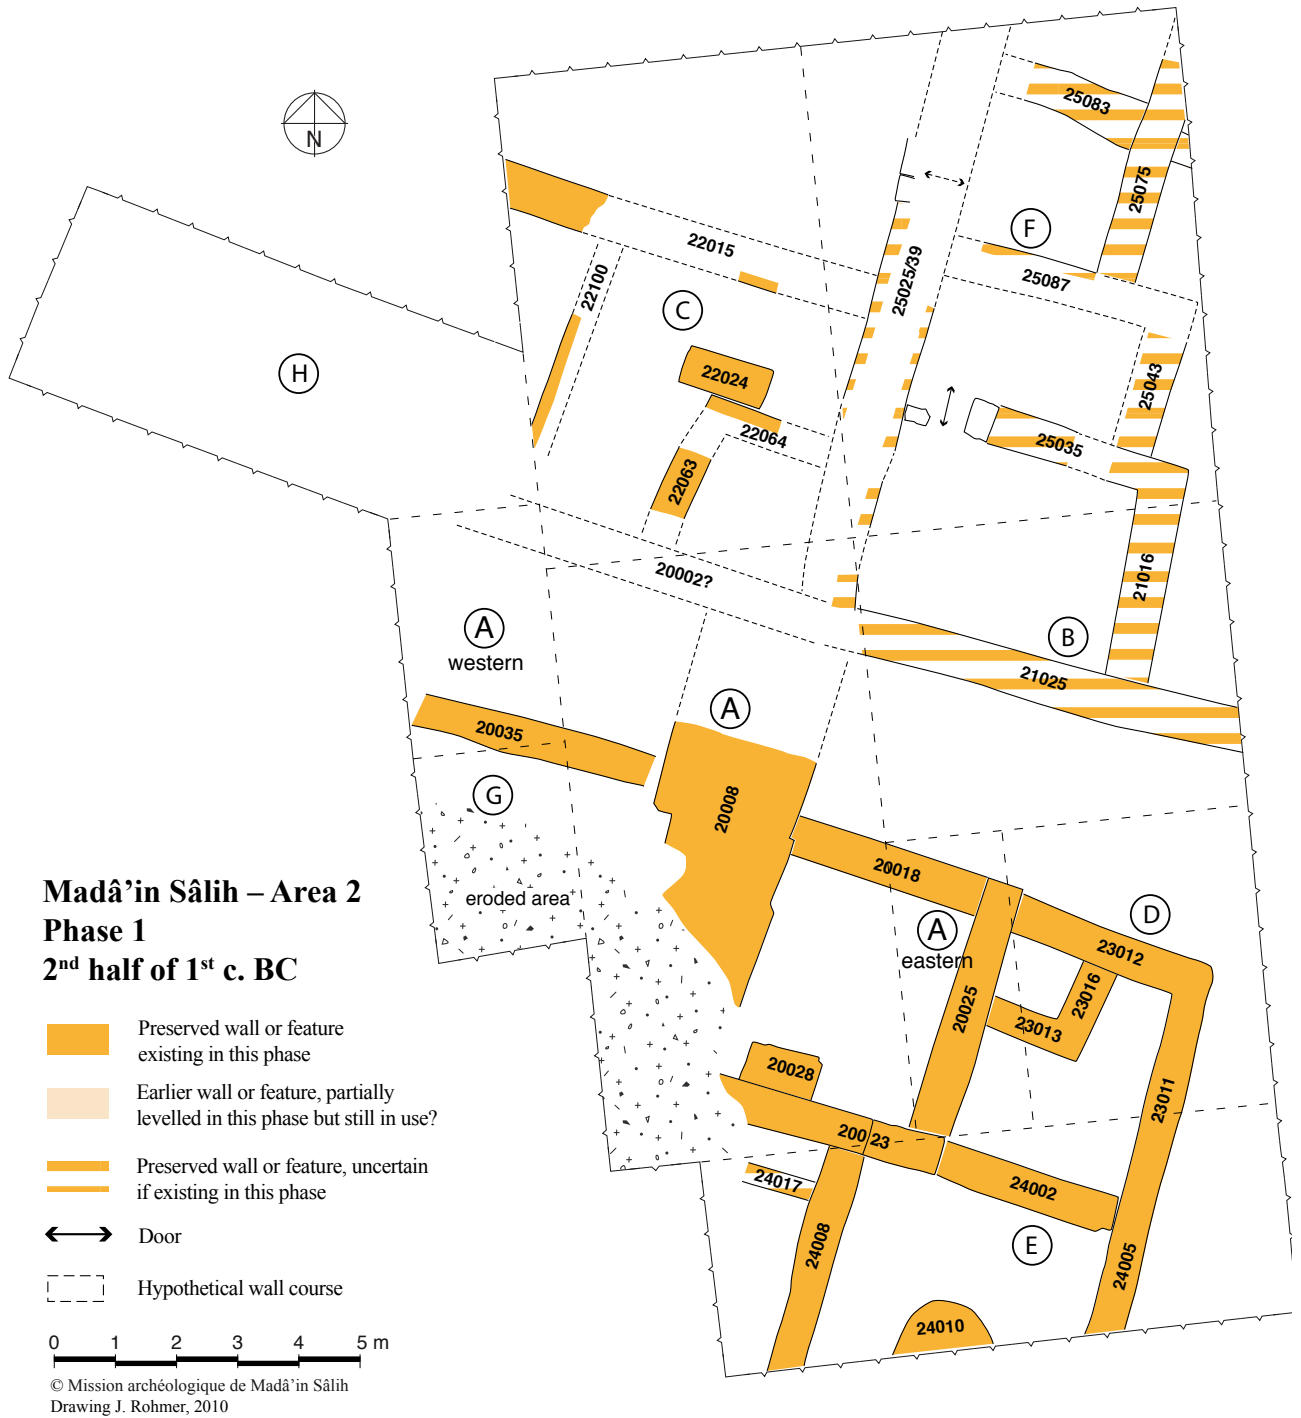 25083
25075
N
F
22015
25025/39
25087
22100
C
H
22024
25043
22064
25035
22063
20002?
21016
A
western
B
21025
A
20035
G
20008
20018
eroded area
A
eastern
D
23012
23016
20025
23013
20028
23011
20023
24017
24002
24008
E
24005
24010
Madâ’in Sâlih – Area 2
Phase 1
2nd half of 1st c. BC
Preserved wall or feature
existing in this phase
Earlier wall or feature, partially
levelled in this phase but still in use?
Preserved wall or feature, uncertain
if existing in this phase
Door
Hypothetical wall course
0 1 2 3 4 5 m
© Mission archéologique de Madâ’in Sâlih
Drawing J. Rohmer, 2010